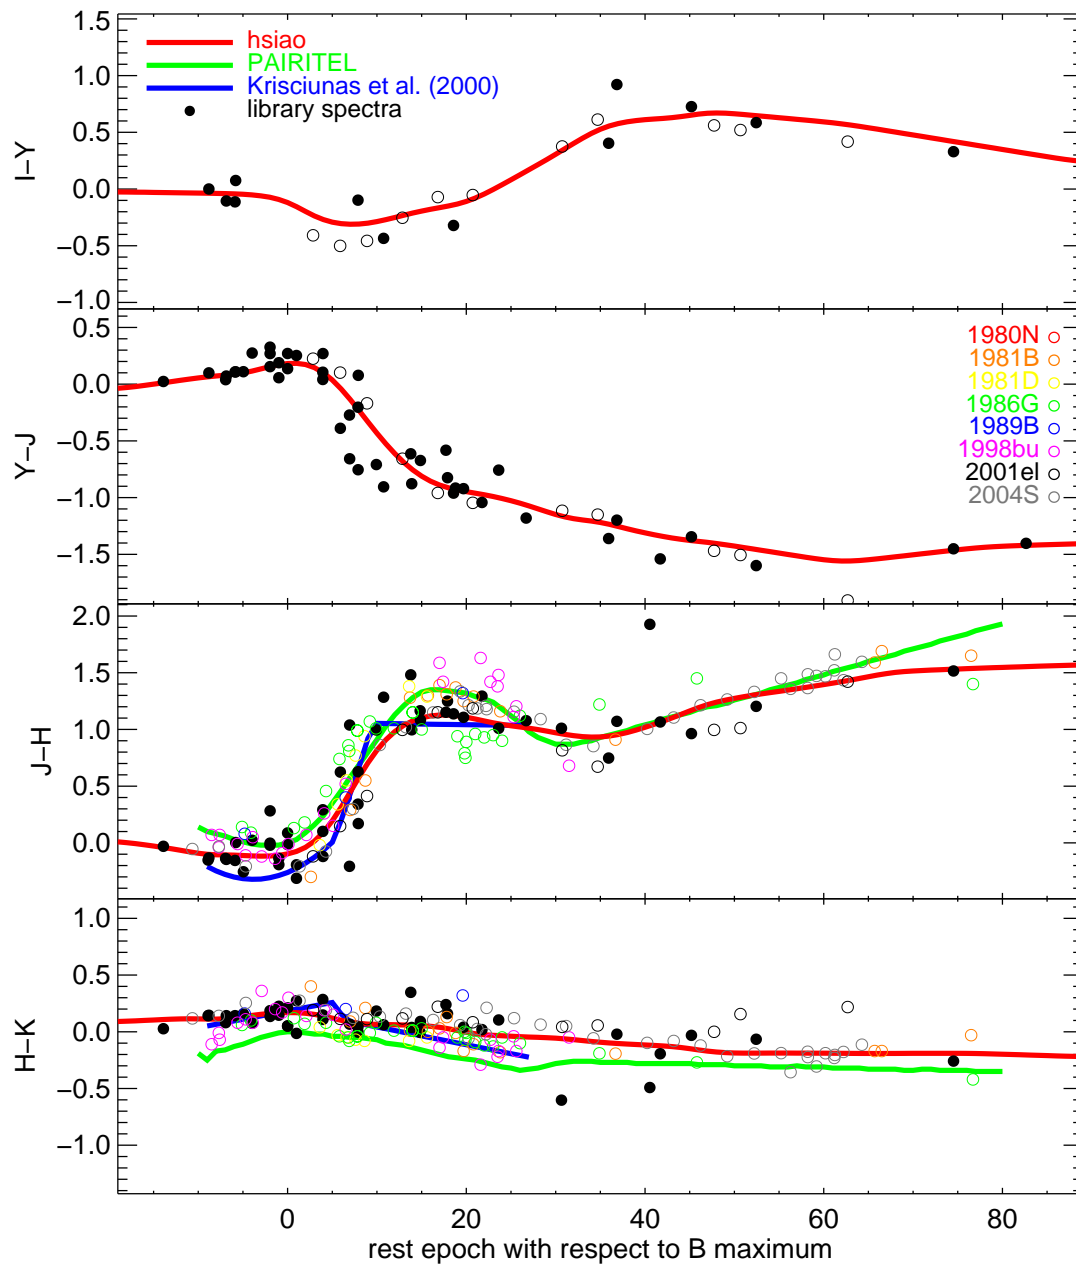 hsiao
PAIRITEL
Krisciunas et al. (2000)
library spectra
1.5
1.0
0.5
0.0
−0.5
−1.0
I−Y
1980N
1981B
1981D
1986G
1989B
1998bu
2001el
2004S
0.5
0.0
−0.5
−1.0
−1.5
Y−J
2.0
1.5
1.0
0.5
0.0
J−H
1.0
0.5
0.0
−0.5
−1.0
H−K
0 20 40 60 80
rest epoch with respect to B maximum